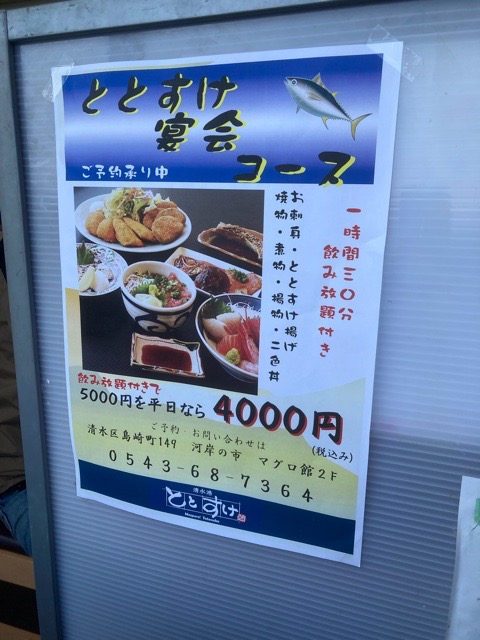 ととすけ
宴会
コース
ご予約承り中
一時間三〇分
飲み放題付き
お刺身・ととすけ揚げ
焼物・煮物・揚物・二色丼
飲み放題付きで
5000円を平日なら 4000円
(税込み)
ご予約・お問い合わせは
清水区島崎町149 河岸の市 マグロ館2F
0543-68-7364
清水港
ととすけ